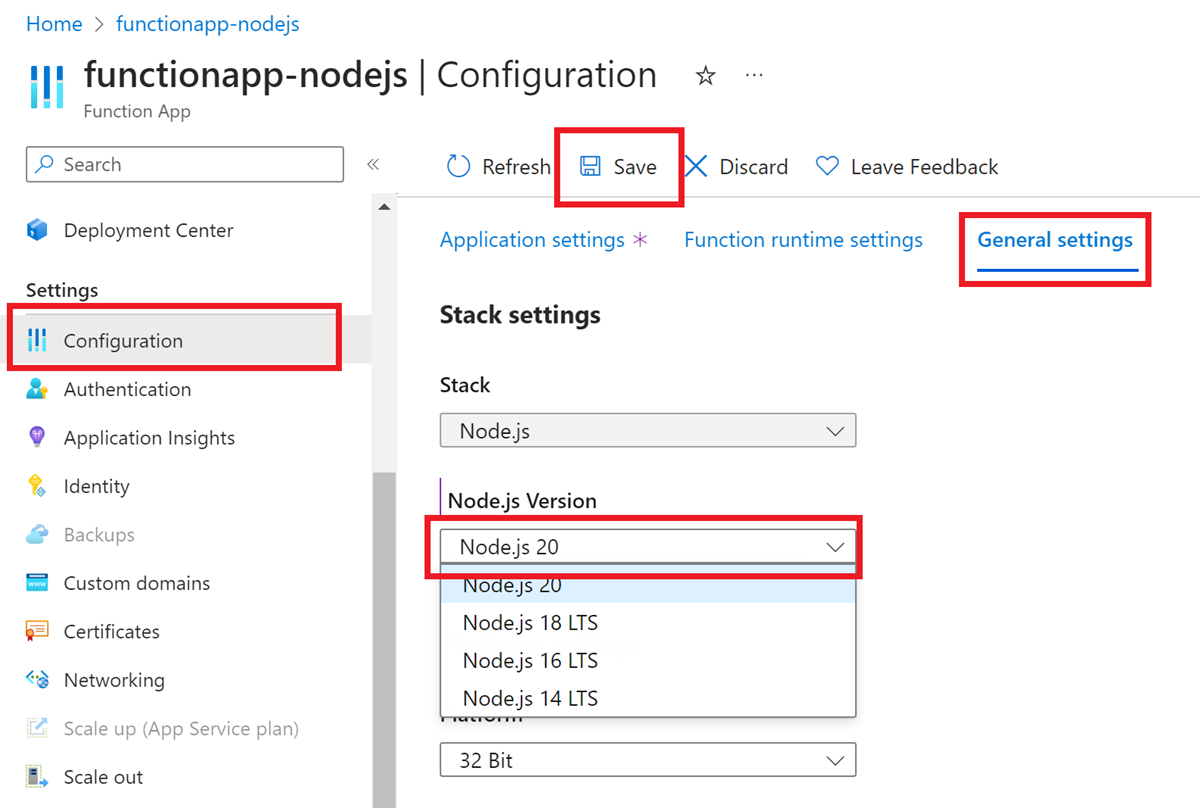 Home > functionapp-nodejs
functionapp-nodejs | Configuration
Function App
Search
Refresh Save Discard Leave Feedback
Deployment Center
Settings
Configuration
Authentication
Application Insights
Identity
Backups
Custom domains
Certificates
Networking
Scale up (App Service plan)
Scale out
Application settings * Function runtime settings General settings
Stack settings
Stack
Node.js
Node.js Version
Node.js 20
Node.js 20
Node.js 18 LTS
Node.js 16 LTS
Node.js 14 LTS
Platform
32 Bit